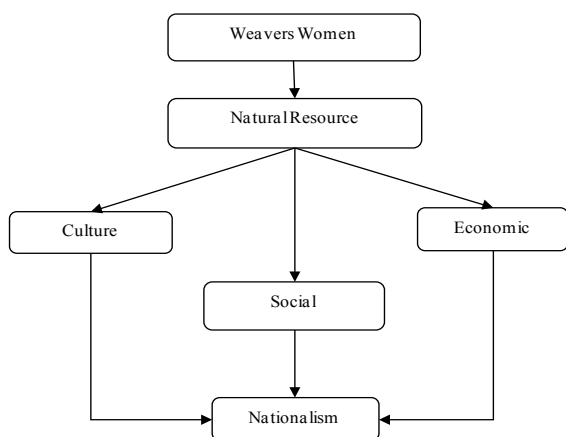 Weavers Women
Natural Resource
Culture
Economic
Social
Nationalism